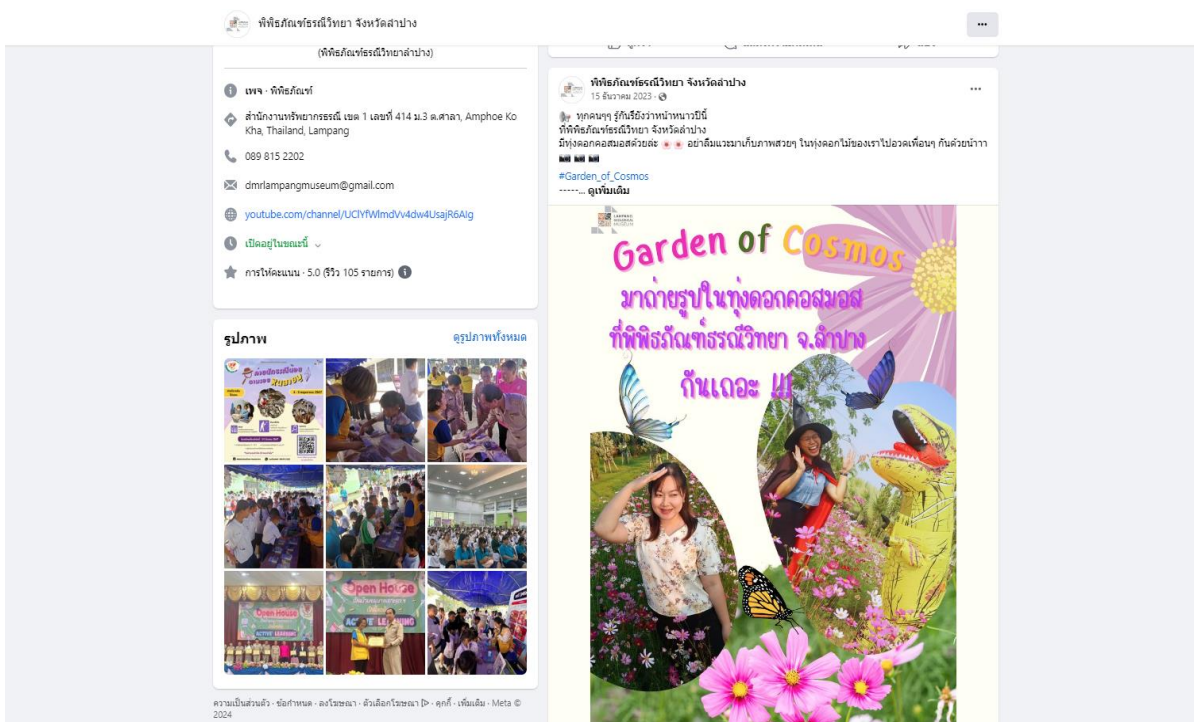 พิพิธภัณฑ์ธรณีวิทยา จังหวัดลำปาง
(พิพิธภัณฑ์ธรณีวิทยาลำปาง)
เพจ · พิพิธภัณฑ์
สำนักงานทรัพยากรธรณี เขต 1 เลขที่ 414 ม.3 ต.ศาลา, Amphoe Ko
Kha, Thailand, Lampang
089 815 2202
dmrlampangmuseum@gmail.com
youtube.com/channel/UClYfWlmdVv4dw4UsajR6AIg
เปิดอยู่ในขณะนี้
การให้คะแนน · 5.0 (รีวิว 105 รายการ)
รูปภาพ
ดูรูปภาพทั้งหมด
Open House
ACTIVE LEARNING
Open House
ACTIVE LEARNING
ความเป็นส่วนตัว · ข้อกำหนด · ลงโฆษณา · ตัวเลือกโฆษณา · คุกกี้ · เพิ่มเติม · Meta ©
2024
พิพิธภัณฑ์ธรณีวิทยา จังหวัดลำปาง
15 ธันวาคม 2023
ทุกคนๆๆ รู้กันรึยังว่าหน้าหนาวปีนี้
ที่พิพิธภัณฑ์ธรณีวิทยา จังหวัดลำปาง
มีทุ่งดอกคอสมอสด้วยล่ะ อย่าลืมแวะมาเก็บภาพสวยๆ ในทุ่งดอกไม้ของเราไปอวดเพื่อนๆ กันด้วยน้าาา
#Garden_of_Cosmos
-----... ดูเพิ่มเติม
Garden of Cosmos
มาถ่ายรูปในทุ่งดอกคอสมอส
ที่พิพิธภัณฑ์ธรณีวิทยา จ.ลำปาง
กันเถอะ !!!